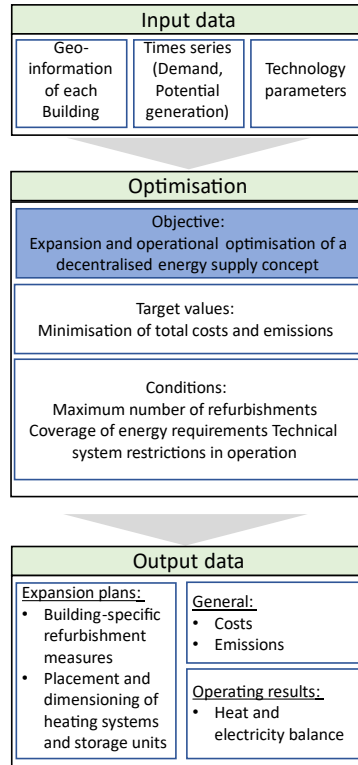 Input data
Geo-
information
of each
Building
Times series
(Demand,
Potential
generation)
Technology
parameters
Optimisation
Objective:
Expansion and operational optimisation of a
decentralised energy supply concept
Target values:
Minimisation of total costs and emissions
Conditions:
Maximum number of refurbishments
Coverage of energy requirements Technical
system restrictions in operation
Output data
Expansion plans:
• Building-specific
refurbishment
measures
• Placement and
dimensioning of
heating systems
and storage units
General:
• Costs
• Emissions
Operating results:
• Heat and
electricity balance